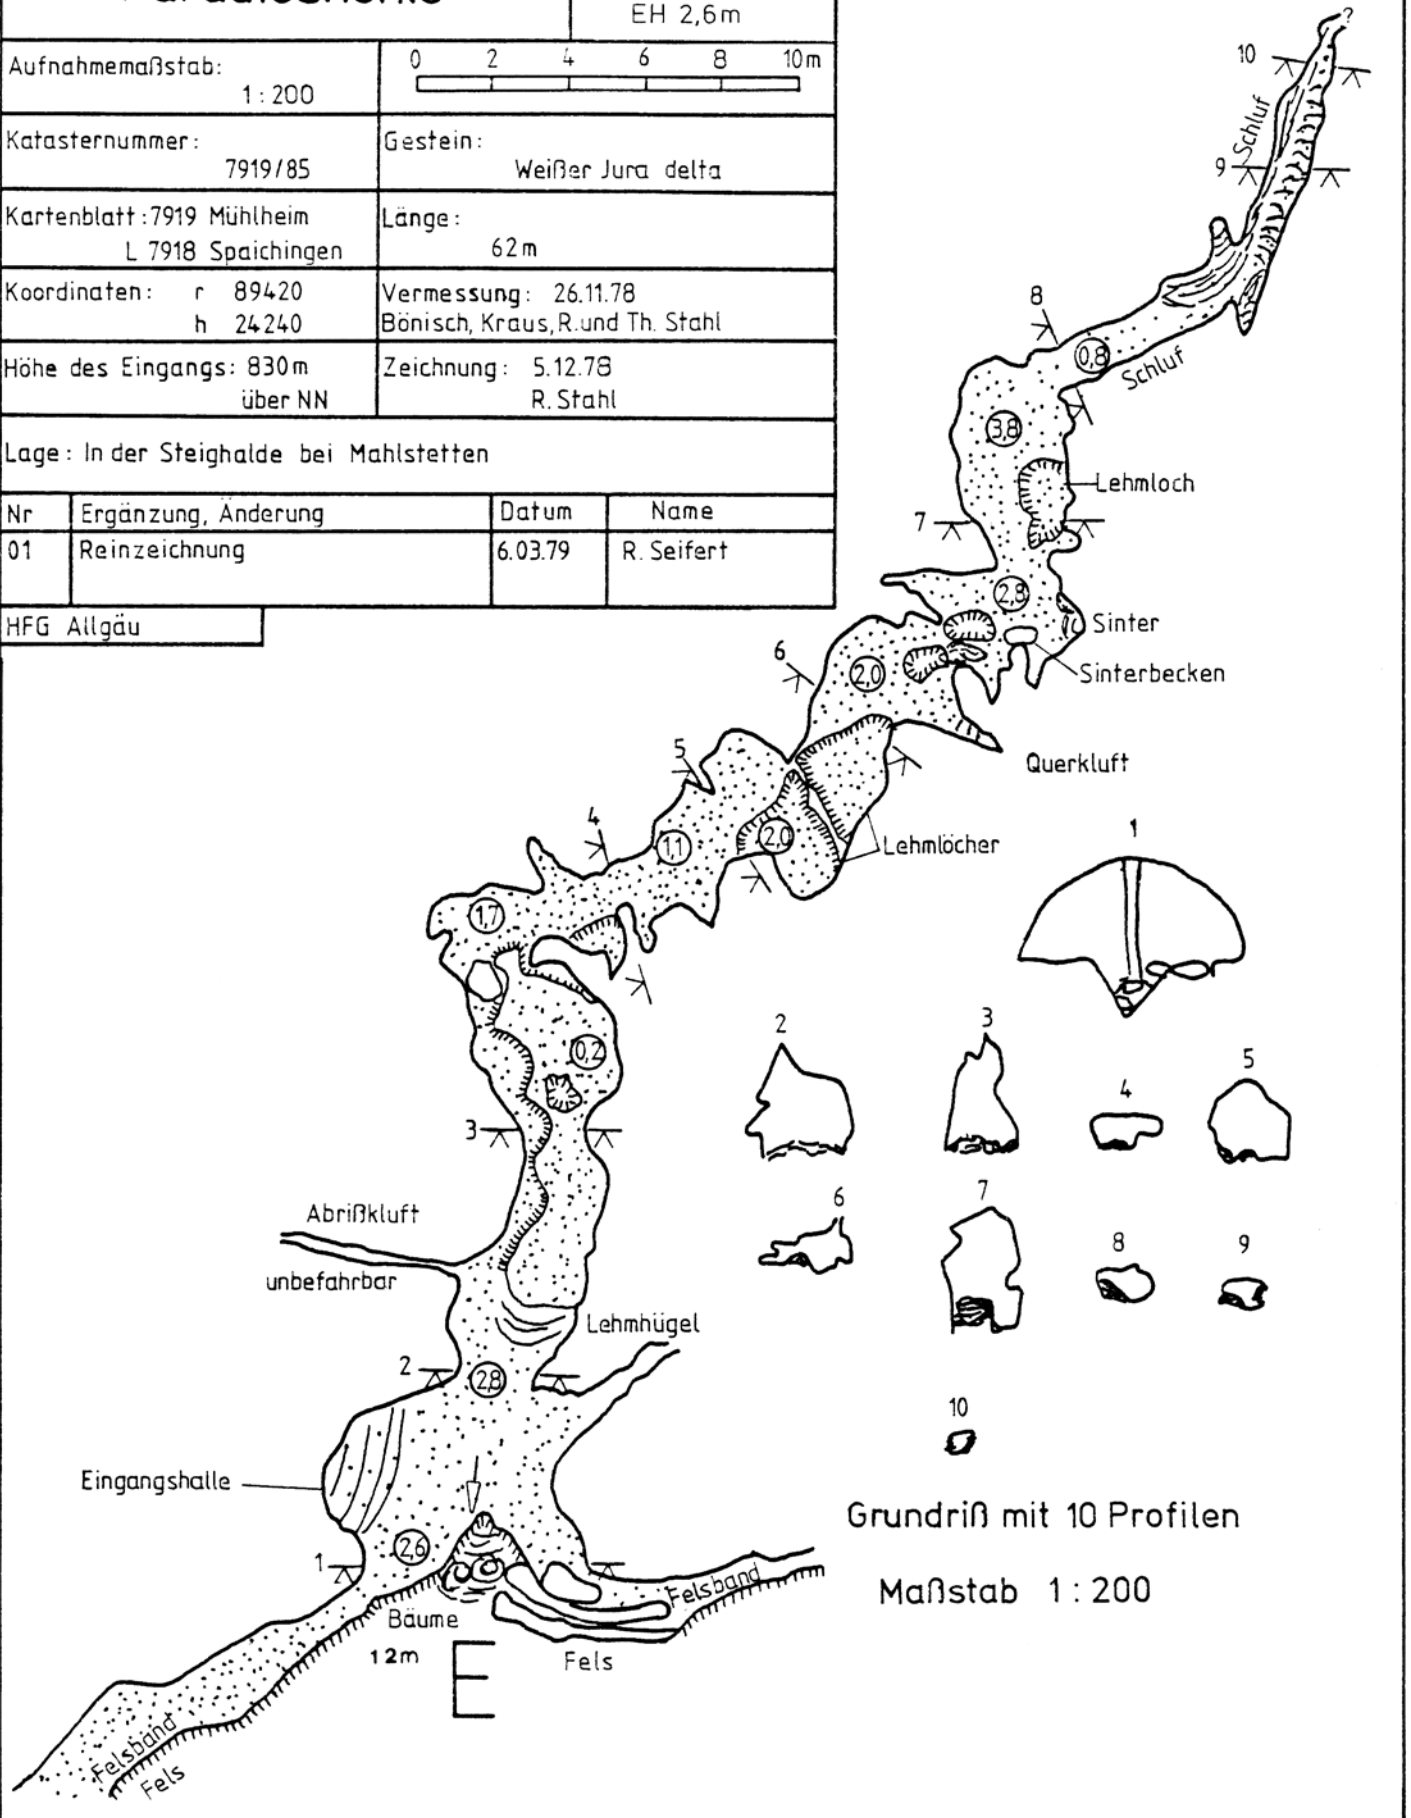 EH 2,6m
Aufnahmemaßstab:
1 : 200
0 2 4 6 8 10m
Katasternummer:
7919/85
Gestein:
Weißer Jura delta
Kartenblatt : 7919 Mühlheim
L 7918 Spaichingen
Länge:
62m
Koordinaten: r 89420
h 24240
Vermessung: 26.11.78
Bönisch, Kraus, R. und Th. Stahl
Höhe des Eingangs: 830m
über NN
Zeichnung: 5.12.78
R. Stahl
Lage: In der Steighalde bei Mahlstetten
Nr Ergänzung, Änderung Datum Name
01 Reinzeichnung 6.03.79 R. Seifert
HFG Allgäu
?
10
Schluf
9
8
0,8
Schluf
3,8
Lehmloch
7
2,8
Sinter
6
2,0
Sinterbecken
5
Querkluft
4
1,1
2,0
Lehmlöcher
1,7
0,2
3
Abrißkluft
unbefahrbar
Lehmhügel
2
2,8
Eingangshalle
2,6
1
Felsband
Bäume
12m
E
Fels
Felsband
Fels
1
2
3
4
5
6
7
8
9
10
Grundriß mit 10 Profilen
Maßstab 1 : 200